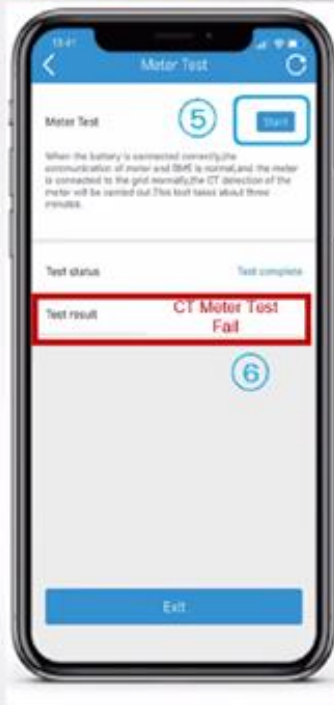 13:41
Meter Test
Meter Test
⑤
Start
When the battery is connected correctly,the
communication of meter and BMS is normal,and the meter
is connected to the grid normally,the CT detection of the
meter will be carried out.This test takes about three
minutes.
Test status
Test complete
Test result
CT Meter Test
Fail
⑥
Exit